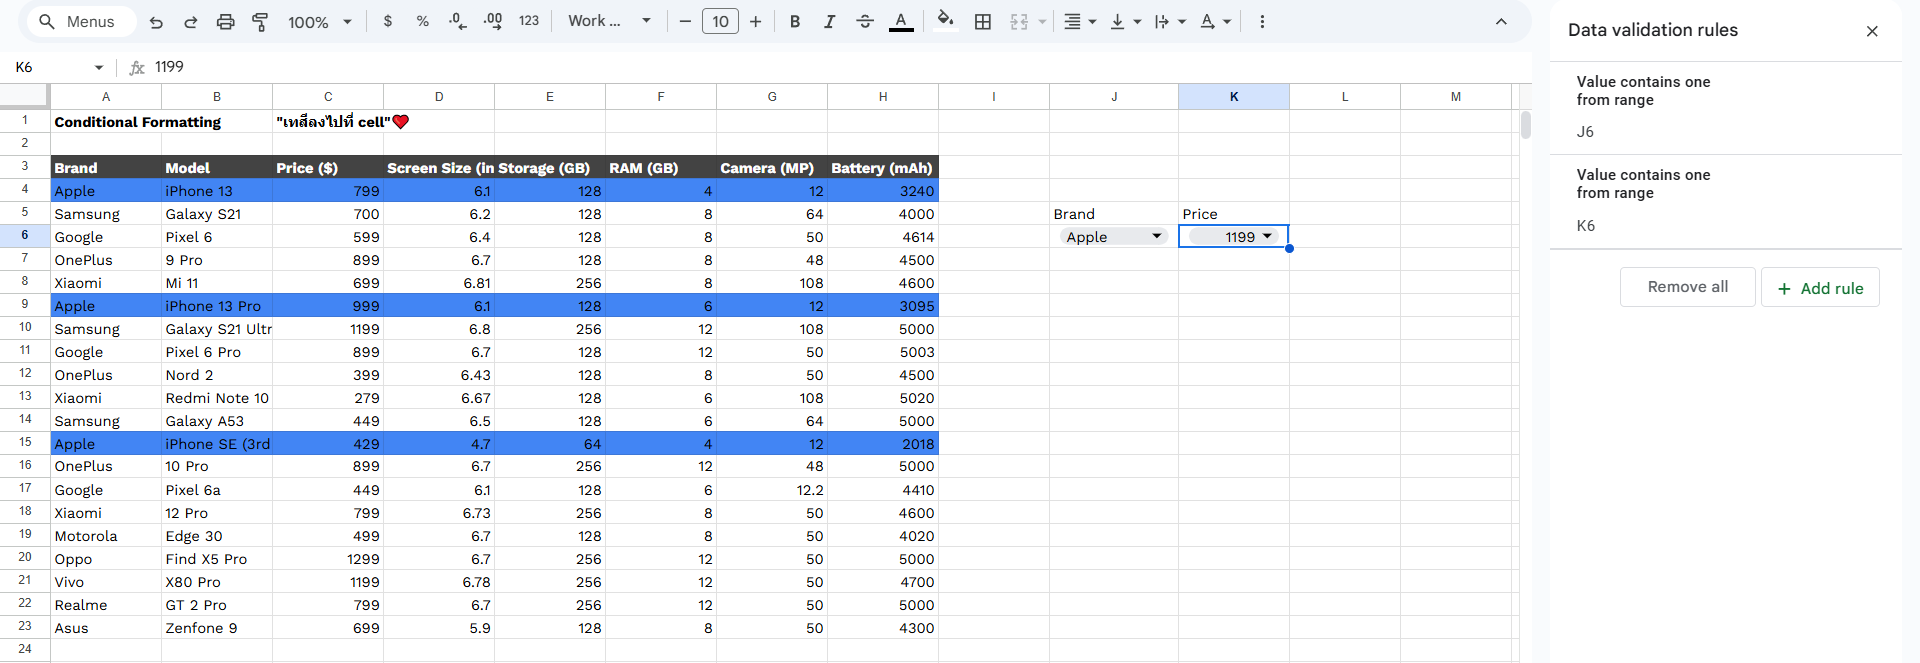 Menus 100% $ % .0 .00 123 Work ... 10 B I S A A Data validation rules
K6 fx 1199
A B C D E F G H I J K L M
1 Conditional Formatting "เทสีลงไปที่ cell"❤️
2
3 Brand Model Price ($) Screen Size (in Storage (GB) RAM (GB) Camera (MP) Battery (mAh)
4 Apple iPhone 13 799 6.1 128 4 12 3240
5 Samsung Galaxy S21 700 6.2 128 8 64 4000 Brand Price
6 Google Pixel 6 599 6.4 128 8 50 4614 Apple 1199
7 OnePlus 9 Pro 899 6.7 128 8 48 4500
8 Xiaomi Mi 11 699 6.81 256 8 108 4600
9 Apple iPhone 13 Pro 999 6.1 128 6 12 3095
10 Samsung Galaxy S21 Ultr 1199 6.8 256 12 108 5000
11 Google Pixel 6 Pro 899 6.7 128 12 50 5003
12 OnePlus Nord 2 399 6.43 128 8 50 4500
13 Xiaomi Redmi Note 10 279 6.67 128 6 108 5020
14 Samsung Galaxy A53 449 6.5 128 6 64 5000
15 Apple iPhone SE (3rd 429 4.7 64 4 12 2018
16 OnePlus 10 Pro 899 6.7 256 12 48 5000
17 Google Pixel 6a 449 6.1 128 6 12.2 4410
18 Xiaomi 12 Pro 799 6.73 256 8 50 4600
19 Motorola Edge 30 499 6.7 128 8 50 4020
20 Oppo Find X5 Pro 1299 6.7 256 12 50 5000
21 Vivo X80 Pro 1199 6.78 256 12 50 4700
22 Realme GT 2 Pro 799 6.7 256 12 50 5000
23 Asus Zenfone 9 699 5.9 128 8 50 4300
24
Value contains one
from range
J6
Value contains one
from range
K6
Remove all + Add rule